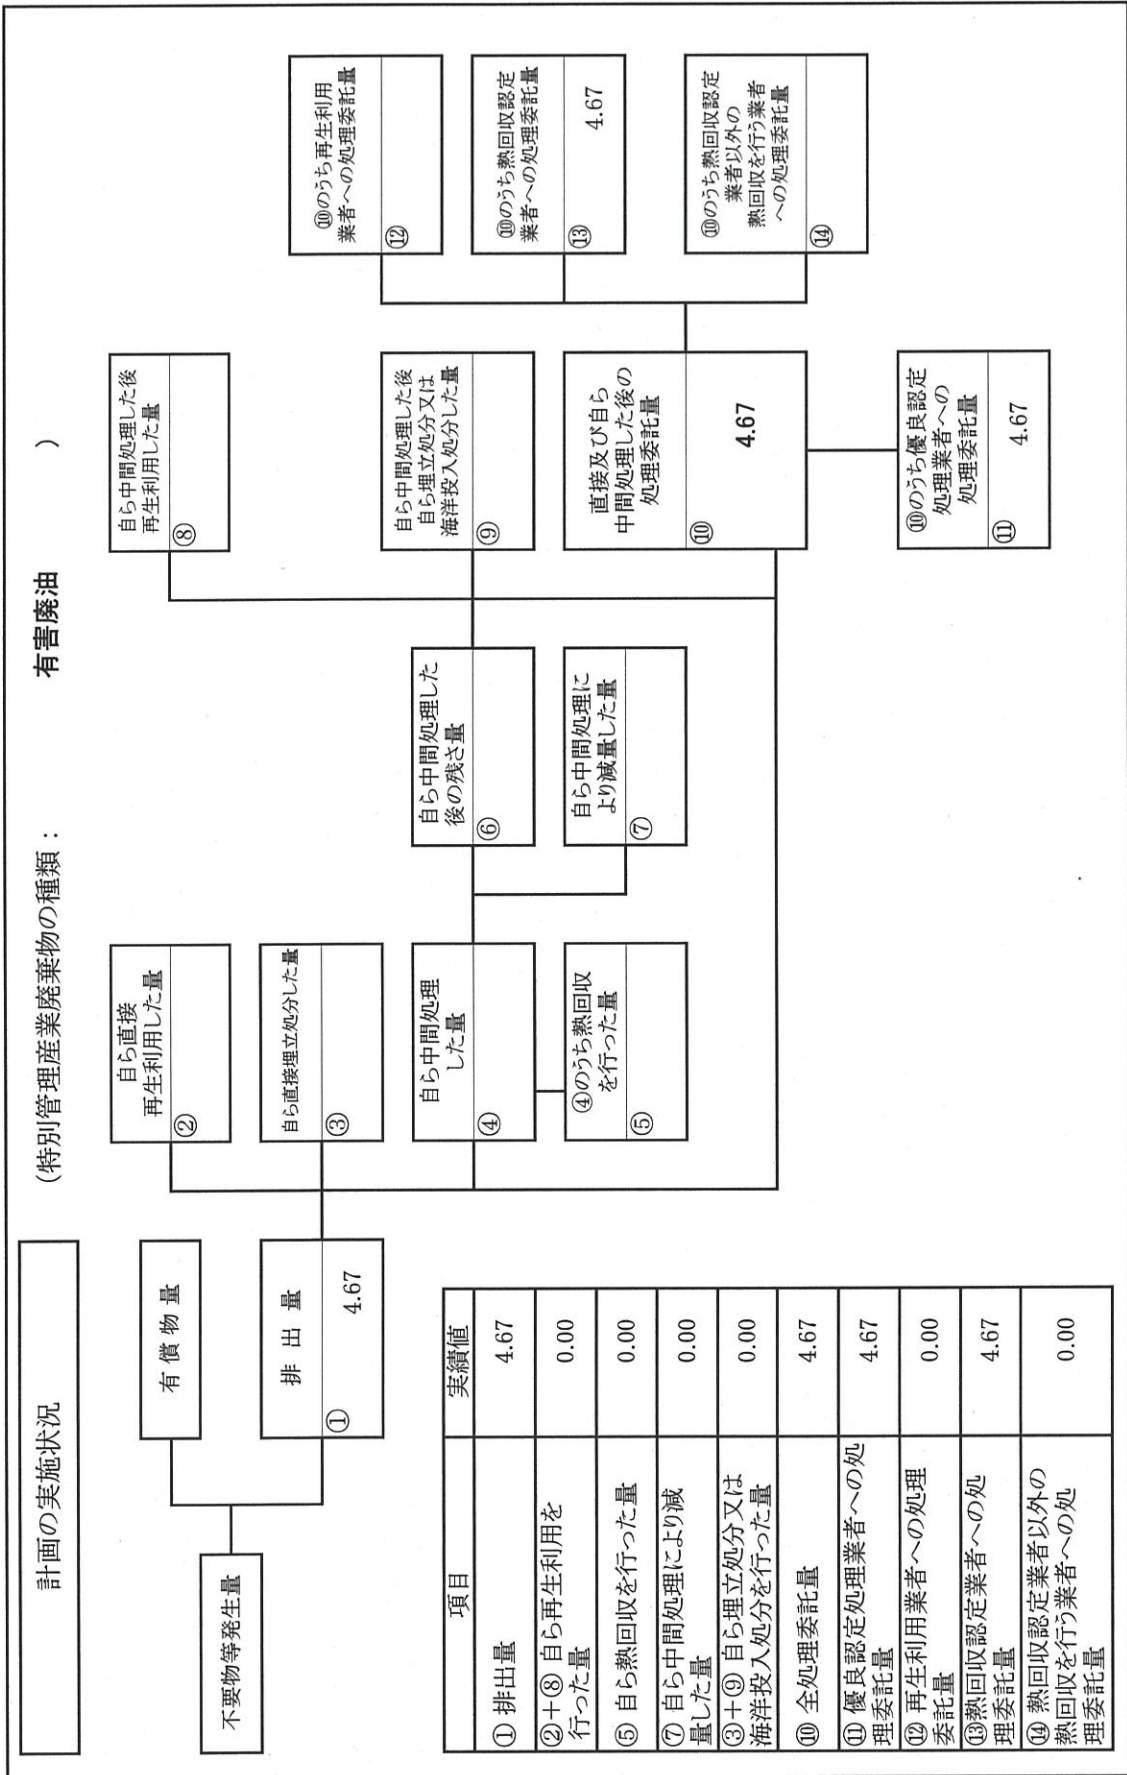 計画の実施状況
(特別管理産業廃棄物の種類:
有害廃油
)
不要物等発生量
有償物量
排出量
①
4.67
自ら直接
再生利用した量
②
自ら直接埋立処分した量
③
自ら中間処理
した量
④
④のうち熱回収
を行った量
⑤
自ら中間処理した
後の残さ量
⑥
自ら中間処理に
より減量した量
⑦
自ら中間処理した後
再生利用した量
⑧
自ら中間処理した後
自ら埋立処分又は
海洋投入処分した量
⑨
直接及び自ら
中間処理した後の
処理委託量
⑩
4.67
⑩のうち優良認定
処理業者への
処理委託量
⑪
4.67
⑩のうち再生利用
業者への処理委託量
⑫
⑩のうち熱回収認定
業者への処理委託量
⑬
4.67
⑩のうち熱回収認定
業者以外の
熱回収を行う業者
への処理委託量
⑭
項目 実績値
① 排出量 4.67
②+⑧ 自ら再生利用を
行った量 0.00
⑤ 自ら熱回収を行った量 0.00
⑦ 自ら中間処理により減
量した量 0.00
③+⑨ 自ら埋立処分又は
海洋投入処分を行った量 0.00
⑩ 全処理委託量 4.67
⑪ 優良認定処理業者への処
理委託量 4.67
⑫ 再生利用業者への処理
委託量 0.00
⑬熱回収認定業者への処
理委託量 4.67
⑭ 熱回収認定業者以外の
熱回収を行う業者への処
理委託量 0.00